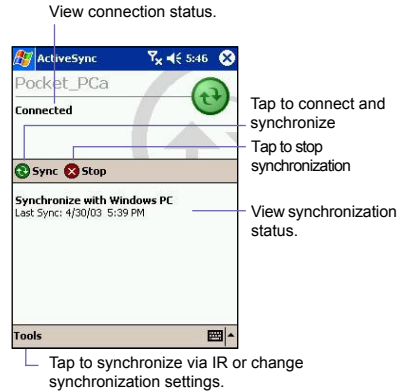 View connection status.
ActiveSync 5:46
Pocket_PCa
Connected
Tap to connect and
synchronize
Tap to stop
synchronization
Sync Stop
Synchronize with Windows PC
Last Sync: 4/30/03 5:39 PM
View synchronization
status.
Tools
Tap to synchronize via IR or change
synchronization settings.